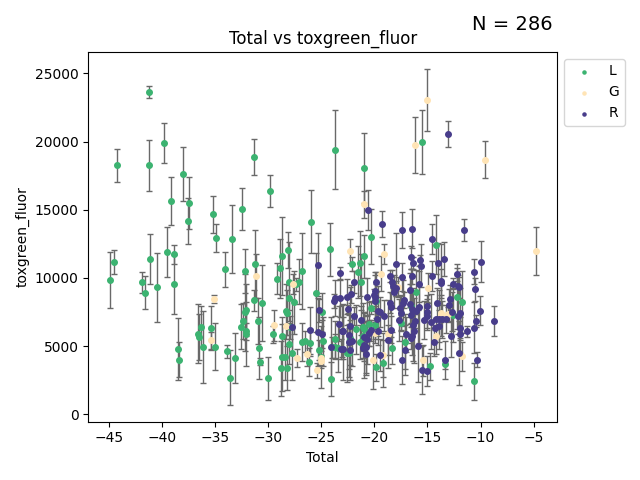 N = 286
Total vs toxgreen_fluor
25000
20000
15000
10000
5000
0
toxgreen_fluor
−45 −40 −35 −30 −25 −20 −15 −10 −5
Total
L
G
R